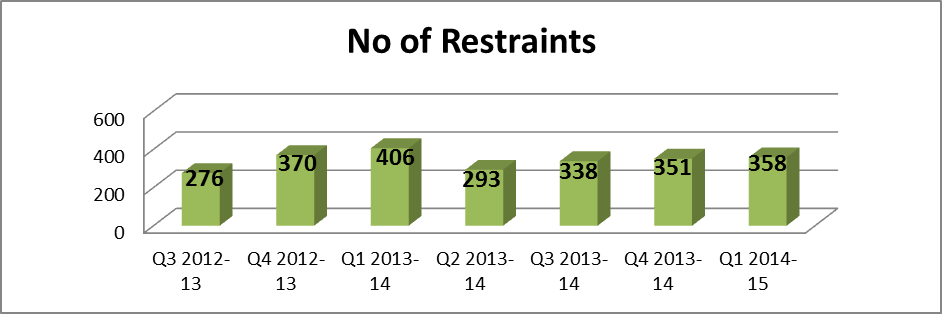 No of Restraints
600
400
200
0
276
370
406
293
338
351
358
Q3 2012-
13
Q4 2012-
13
Q1 2013-
14
Q2 2013-
14
Q3 2013-
14
Q4 2013-
14
Q1 2014-
15